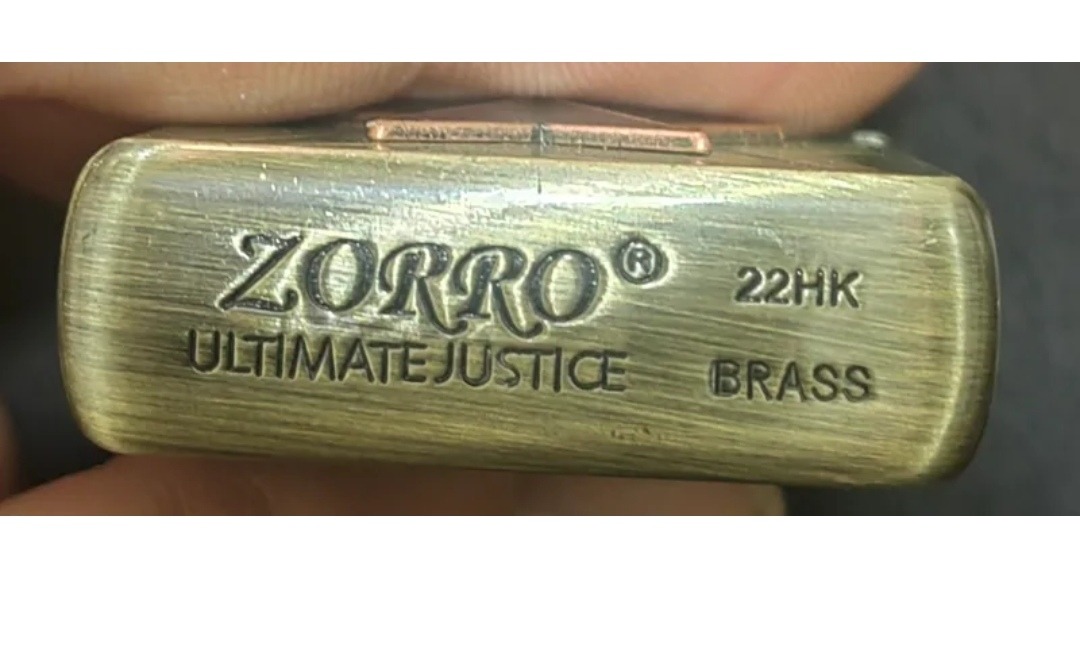 ZORRO® 22HK
ULTIMATE JUSTICE BRASS